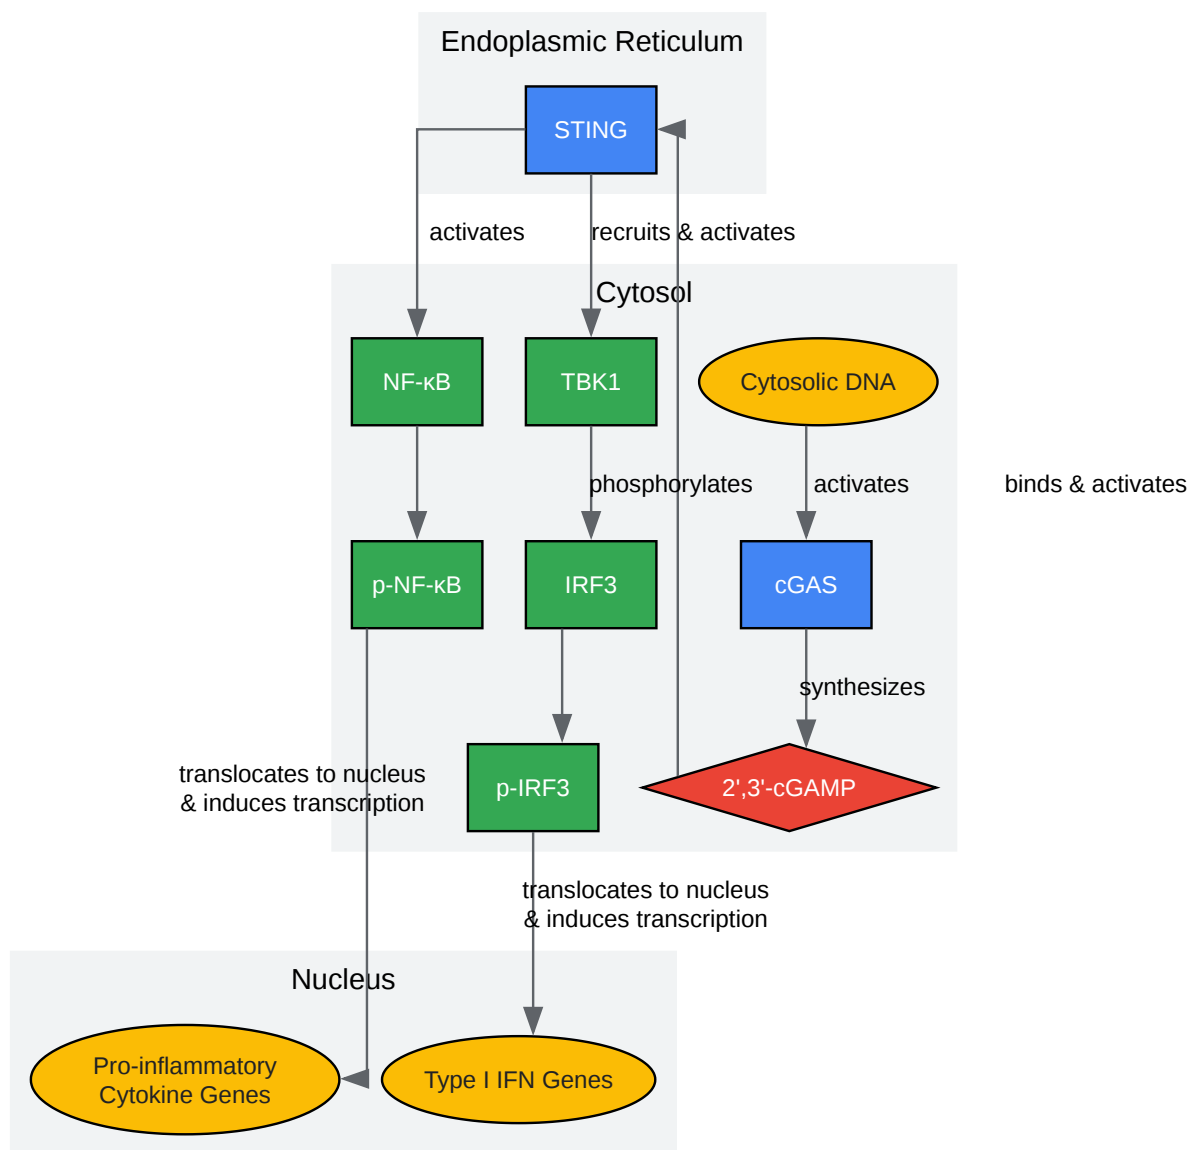 Endoplasmic Reticulum
STING
activates
recruits & activates
Cytosol
NF-κB
TBK1
Cytosolic DNA
phosphorylates
activates
binds & activates
p-NF-κB
IRF3
cGAS
synthesizes
translocates to nucleus
& induces transcription
p-IRF3
2',3'-cGAMP
translocates to nucleus
& induces transcription
Nucleus
Pro-inflammatory
Cytokine Genes
Type I IFN Genes